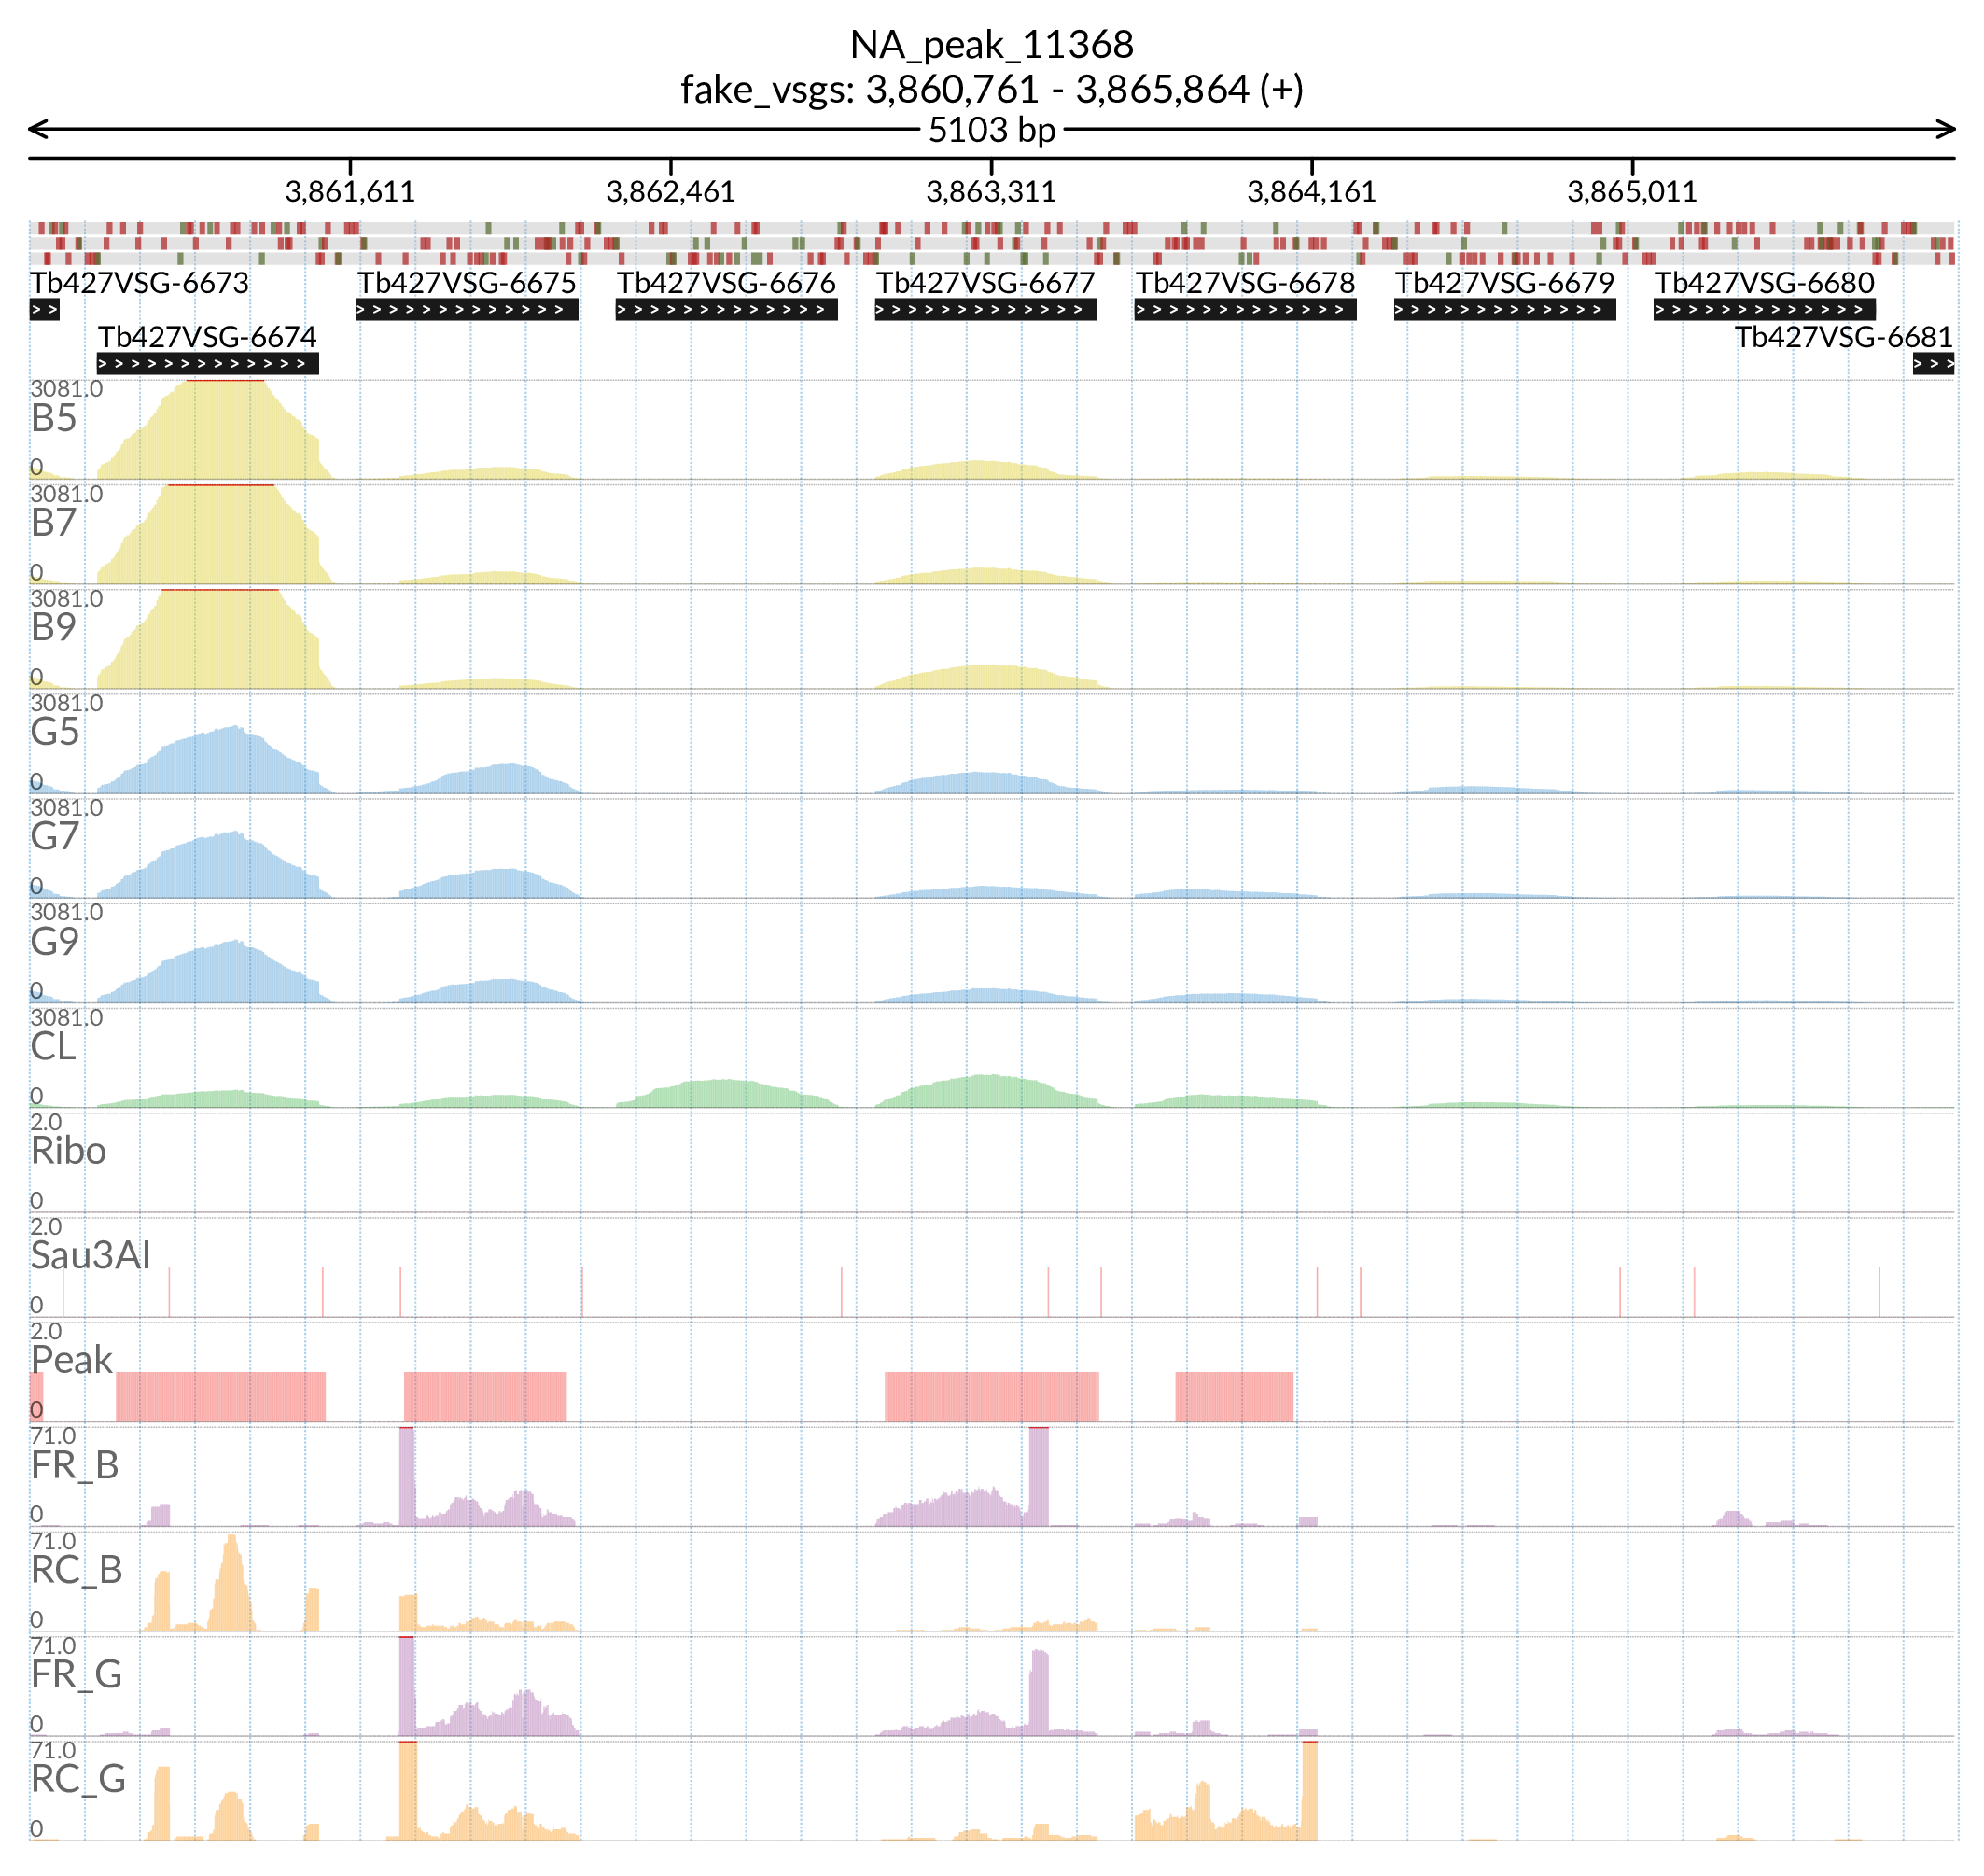 NA_peak_11368
fake_vsgs: 3,860,761 - 3,865,864 (+)
5103 bp
3,861,611 3,862,461 3,863,311 3,864,161 3,865,011
Tb427VSG-6673 Tb427VSG-6675 Tb427VSG-6676 Tb427VSG-6677 Tb427VSG-6678 Tb427VSG-6679 Tb427VSG-6680
Tb427VSG-6674 Tb427VSG-6681
3081.0
B5
0
3081.0
B7
0
3081.0
B9
0
3081.0
G5
0
3081.0
G7
0
3081.0
G9
0
3081.0
CL
0
2.0
Ribo
0
2.0
Sau3AI
0
2.0
Peak
0
71.0
FR_B
0
71.0
RC_B
0
71.0
FR_G
0
71.0
RC_G
0